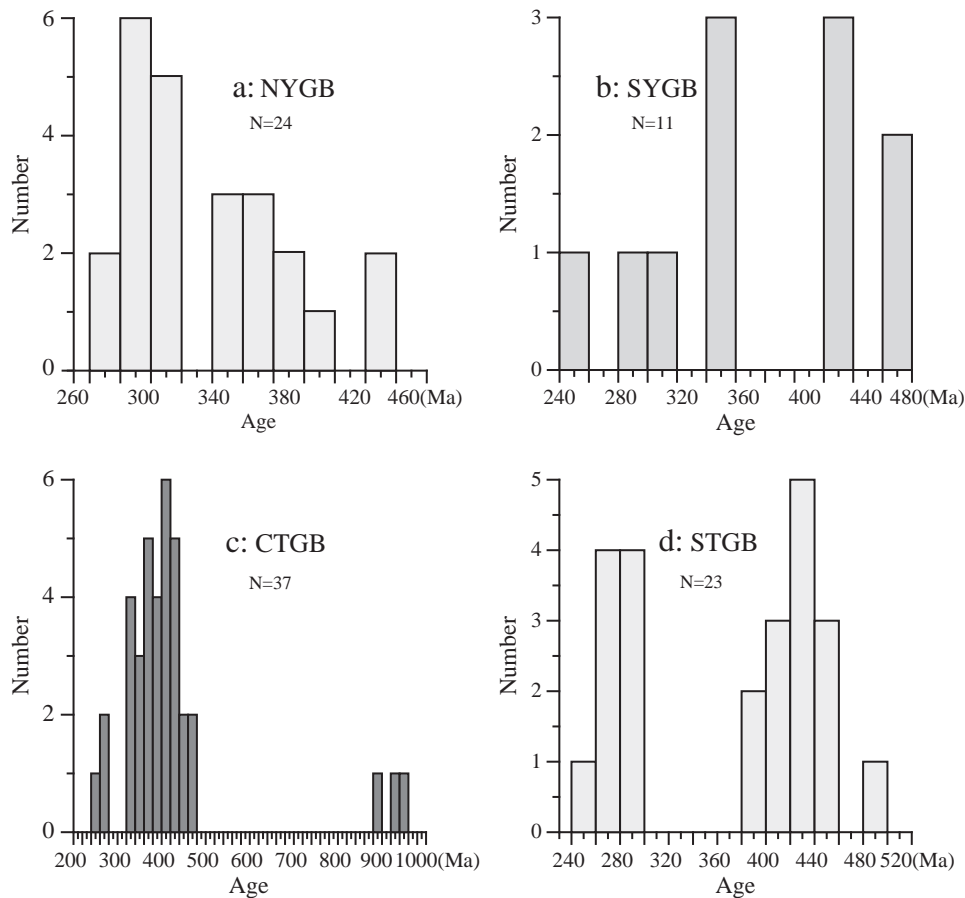 6
4
2
0
Number
a: NYGB
N=24
260 300 340 380 420 460(Ma)
Age
3
2
1
0
Number
b: SYGB
N=11
240 280 320 360 400 440 480(Ma)
Age
6
4
2
0
Number
c: CTGB
N=37
200 300 400 500 600 700 800 900 1000(Ma)
Age
5
4
3
2
1
0
Number
d: STGB
N=23
240 280 320 360 400 440 480 520(Ma)
Age